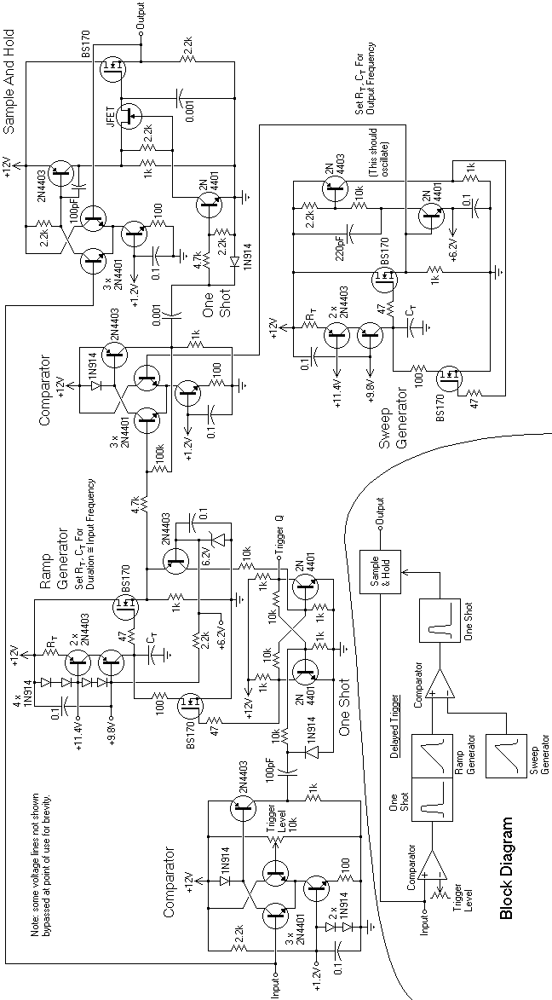 Note: some voltage lines not shown
bypassed at point of use for brevity.
Comparator
+12V
2.2k
1N914
2N4403
Trigger
Level
10k
3 x
2N4401
Input
+1.2V
0.1
2 x
1N914
100
1k
100pF
10k
1N914
One Shot
+12V
1k
10k
10k
1k
2N
4401
2N
4401
1k
1k
Trigger Q
10k
Ramp
Generator
Set RT, CT For
Duration ≅ Input Frequency
+12V
4 x
1N914
RT
2 x
2N4403
0.1
+11.4V
+9.8V
BS170
47
CT
100
BS170
47
1k
2.2k
+6.2V
6.2V
2N4403
0.1
4.7k
Comparator
+12V
1N914
2N4403
3 x
2N4401
100k
+1.2V
0.1
100
1k
0.001
One
Shot
4.7k
2.2k
1N914
2N
4401
Sample And Hold
+12V
2.2k
2N4403
100pF
3 x
2N4401
+1.2V
0.1
100
1k
2.2k
JFET
0.001
BS170
2.2k
Output
Sweep
Generator
+12V
RT
2 x
2N4403
0.1
+11.4V
+9.8V
BS170
47
CT
100
BS170
47
1k
220pF
2.2k
10k
2N
4403
(This should
oscillate)
2N
4401
+6.2V
0.1
1k
Set RT, CT For
Output Frequency
Block Diagram
Input
Trigger
Level
Comparator
+
−
One
Shot
Delayed Trigger
Ramp
Generator
Sweep
Generator
Comparator
+
−
One Shot
Sample
& Hold
Output